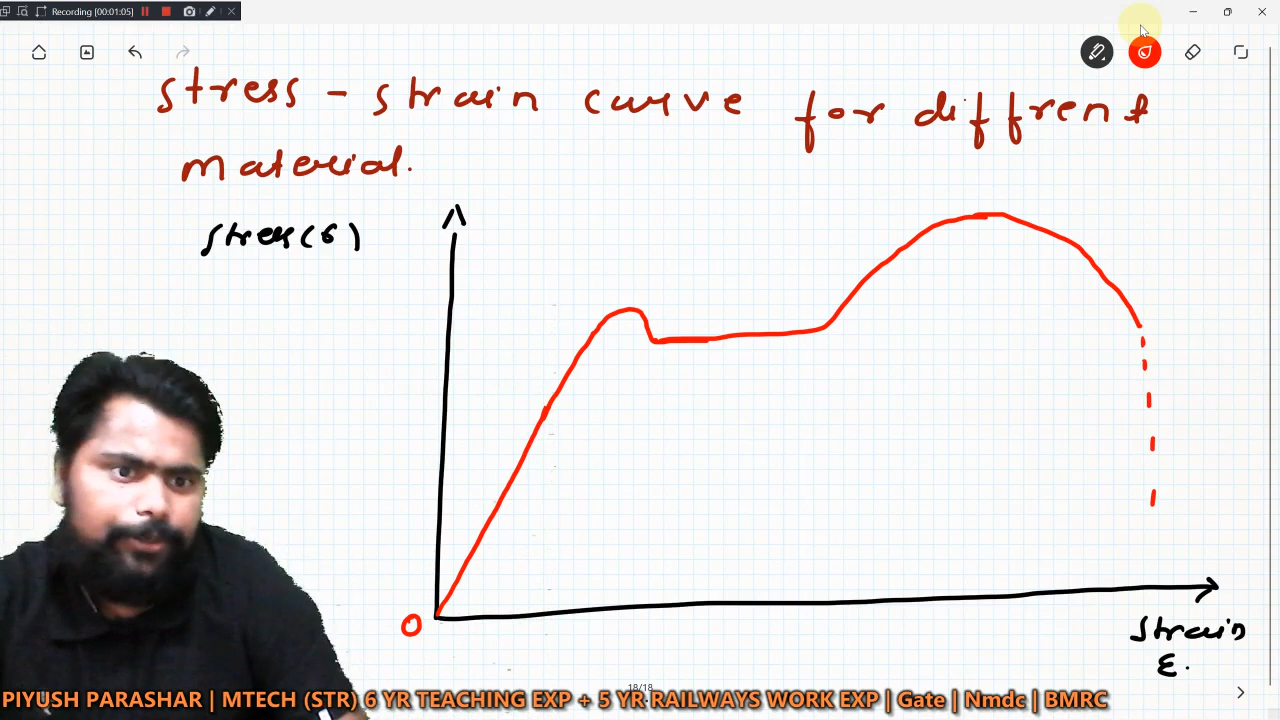 Recording [00:01:05]
stress - strain curve for diffrent
material.
stress(σ)
O
strain
ε.
18/18
PIYUSH PARASHAR | MTECH (STR) 6 YR TEACHING EXP + 5 YR RAILWAYS WORK EXP | Gate | Nmdc | BMRC